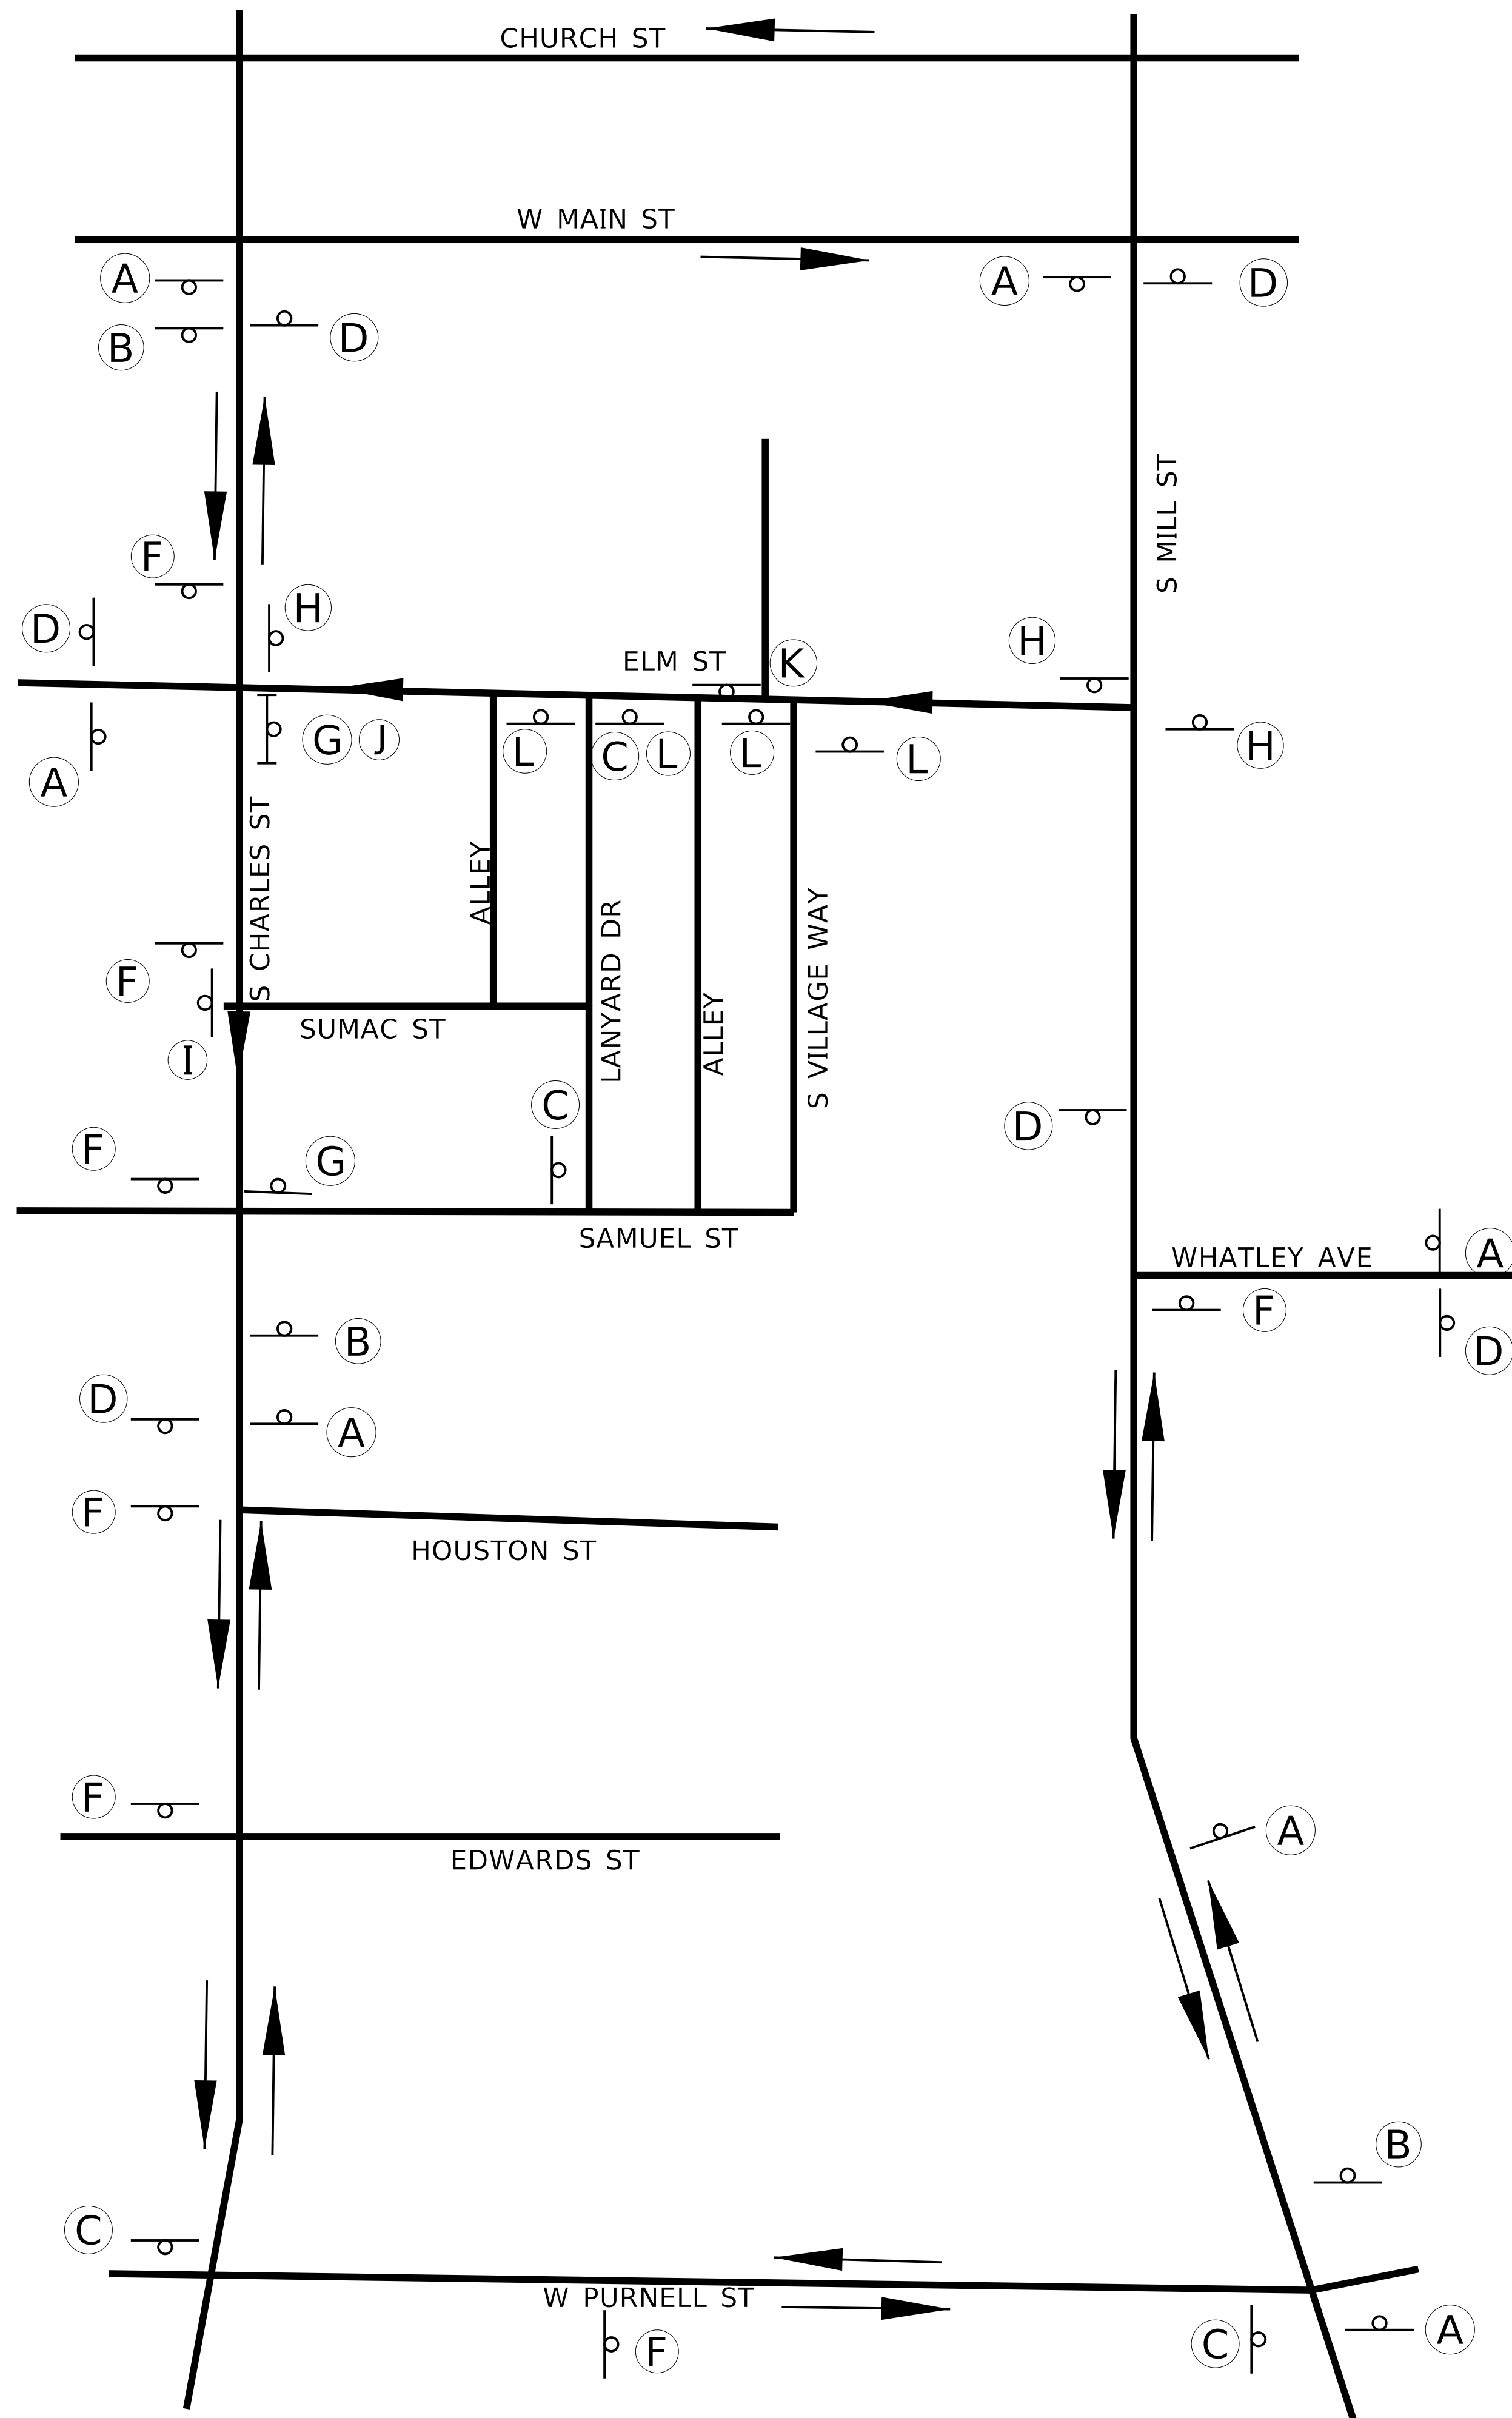 CHURCH ST
W MAIN ST
A
A
D
B
D
S MILL ST
F
H
D
ELM ST
K
H
G J
L
C L
L
L
H
A
S CHARLES ST
ALLEY
LANYARD DR
ALLEY
S VILLAGE WAY
F
SUMAC ST
I
C
D
F
G
SAMUEL ST
WHATLEY AVE
A
F
D
B
D
A
F
HOUSTON ST
F
A
EDWARDS ST
B
C
W PURNELL ST
F
C
A